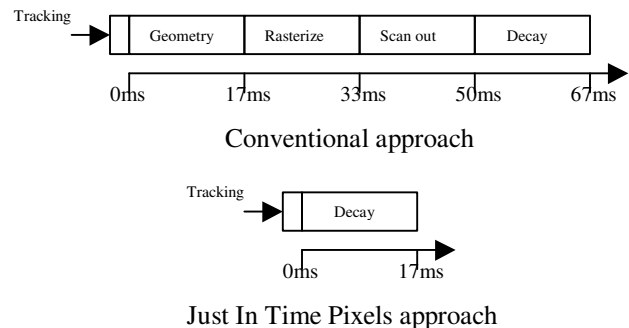 Tracking
Geometry Rasterize Scan out Decay
0ms 17ms 33ms 50ms 67ms
Conventional approach
Tracking
Decay
0ms 17ms
Just In Time Pixels approach